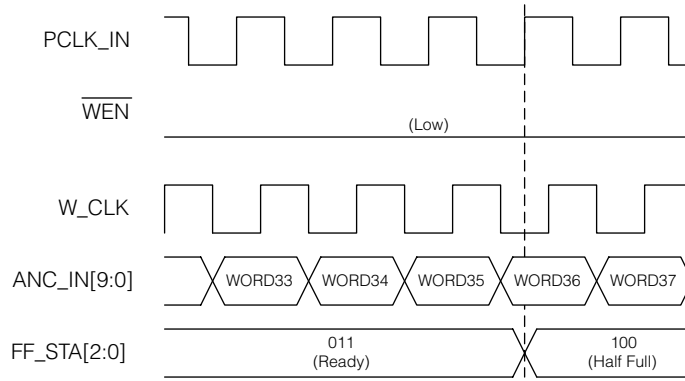 PCLK_IN
WEN
(Low)
W_CLK
ANC_IN[9:0]
WORD33
WORD34
WORD35
WORD36
WORD37
FF_STA[2:0]
011
(Ready)
100
(Half Full)